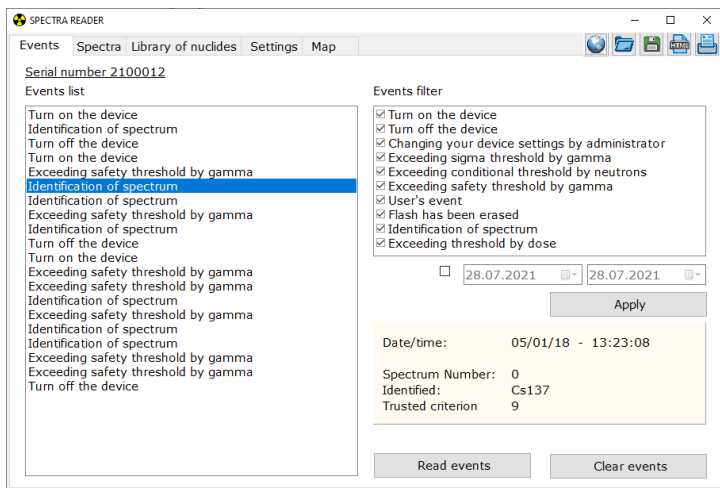 SPECTRA READER
Events Spectra Library of nuclides Settings Map
HTML
Serial number 2100012
Events list
Turn on the device
Identification of spectrum
Turn off the device
Turn on the device
Exceeding safety threshold by gamma
Identification of spectrum
Identification of spectrum
Exceeding safety threshold by gamma
Identification of spectrum
Turn off the device
Turn on the device
Exceeding safety threshold by gamma
Exceeding safety threshold by gamma
Identification of spectrum
Exceeding safety threshold by gamma
Identification of spectrum
Identification of spectrum
Exceeding safety threshold by gamma
Exceeding safety threshold by gamma
Turn off the device
Events filter
Turn on the device
Turn off the device
Changing your device settings by administrator
Exceeding sigma threshold by gamma
Exceeding conditional threshold by neutrons
Exceeding safety threshold by gamma
User's event
Flash has been erased
Identification of spectrum
Exceeding threshold by dose
28.07.2021 28.07.2021
Apply
Date/time: 05/01/18 - 13:23:08
Spectrum Number: 0
Identified: Cs137
Trusted criterion 9
Read events Clear events